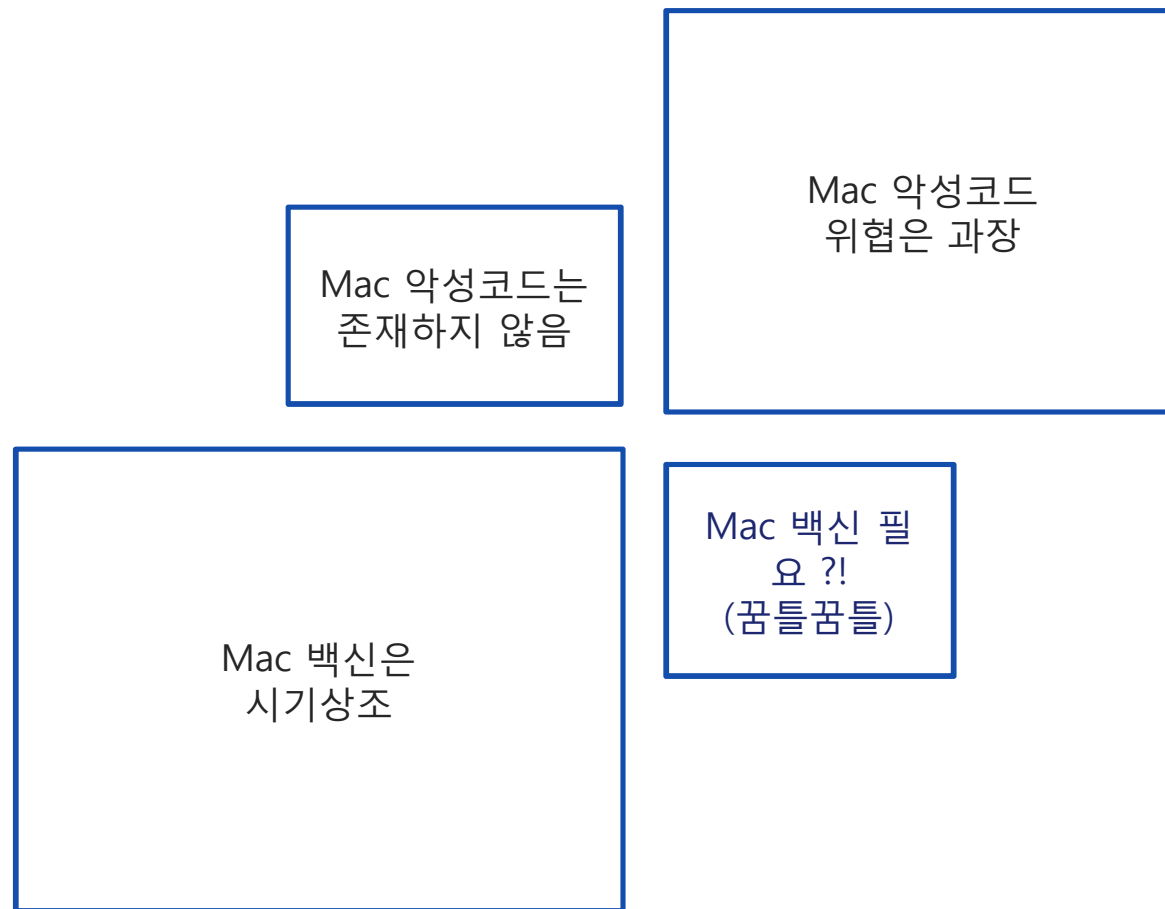 Mac 악성코드
위협은 과장
Mac 악성코드는
존재하지 않음
Mac 백신 필
요 ?!
(꿈틀꿈틀)
Mac 백신은
시기상조